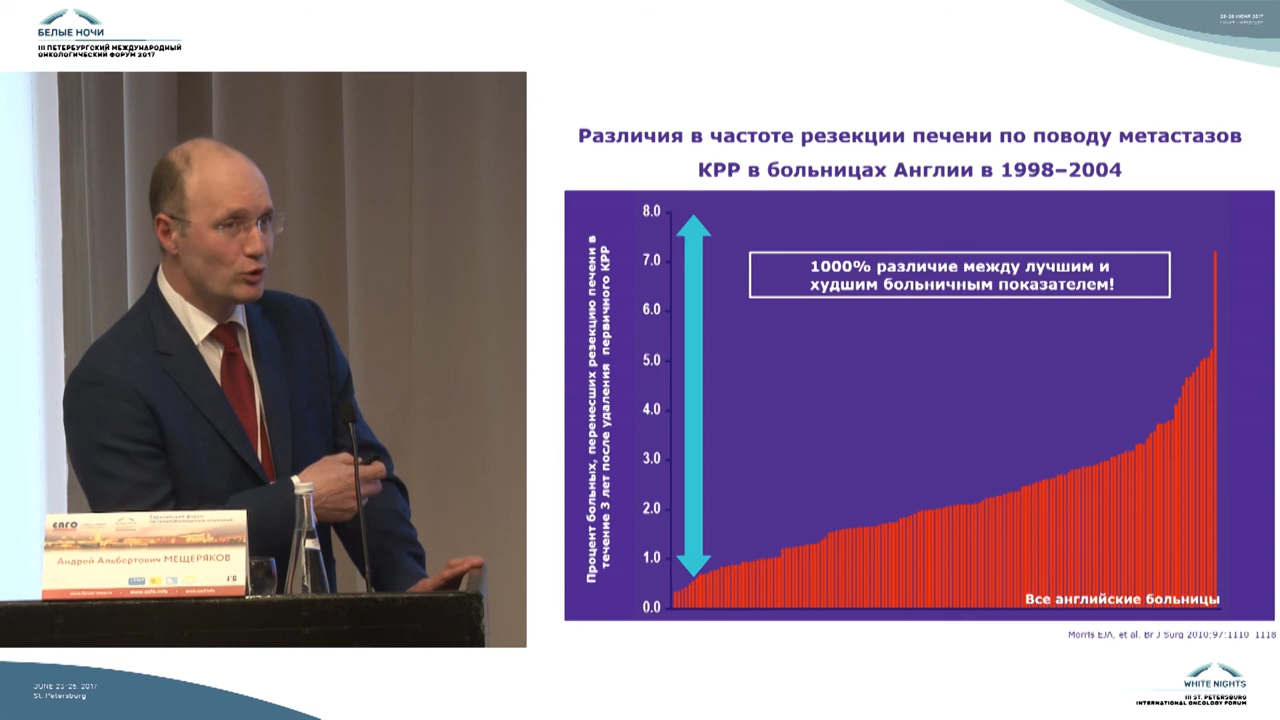 БЕЛЫЕ НОЧИ
III ПЕТЕРБУРГСКИЙ МЕЖДУНАРОДНЫЙ
ОНКОЛОГИЧЕСКИЙ ФОРУМ 2017
Различия в частоте резекции печени по поводу метастазов
КРР в больницах Англии в 1998–2004
Процент больных, перенесших резекцию печени в
течение 3 лет после удаления первичного КРР
8.0
7.0
6.0
5.0
4.0
3.0
2.0
1.0
0.0
1000% различие между лучшим и
худшим больничным показателем!
Все английские больницы
Morris EJA, et al. Br J Surg 2010;97:1110–1118
Андрей Альбертович МЕЩЕРЯКОВ
St. Petersburg
WHITE NIGHTS
III ST. PETERSBURG
INTERNATIONAL ONCOLOGY FORUM